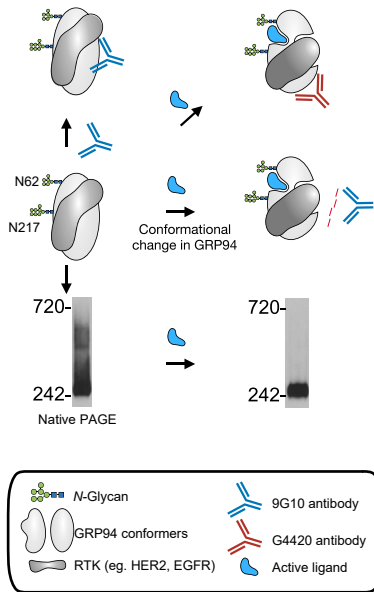 N62
N217
Conformational
change in GRP94
720
242
Native PAGE
720
242
N-Glycan
GRP94 conformers
RTK (eg. HER2, EGFR)
9G10 antibody
G4420 antibody
Active ligand